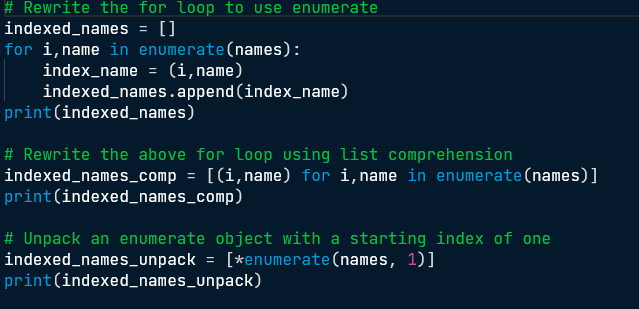 # Rewrite the for loop to use enumerate
indexed_names = []
for i,name in enumerate(names):
    index_name = (i,name)
    indexed_names.append(index_name)
print(indexed_names)

# Rewrite the above for loop using list comprehension
indexed_names_comp = [(i,name) for i,name in enumerate(names)]
print(indexed_names_comp)

# Unpack an enumerate object with a starting index of one
indexed_names_unpack = [*enumerate(names, 1)]
print(indexed_names_unpack)